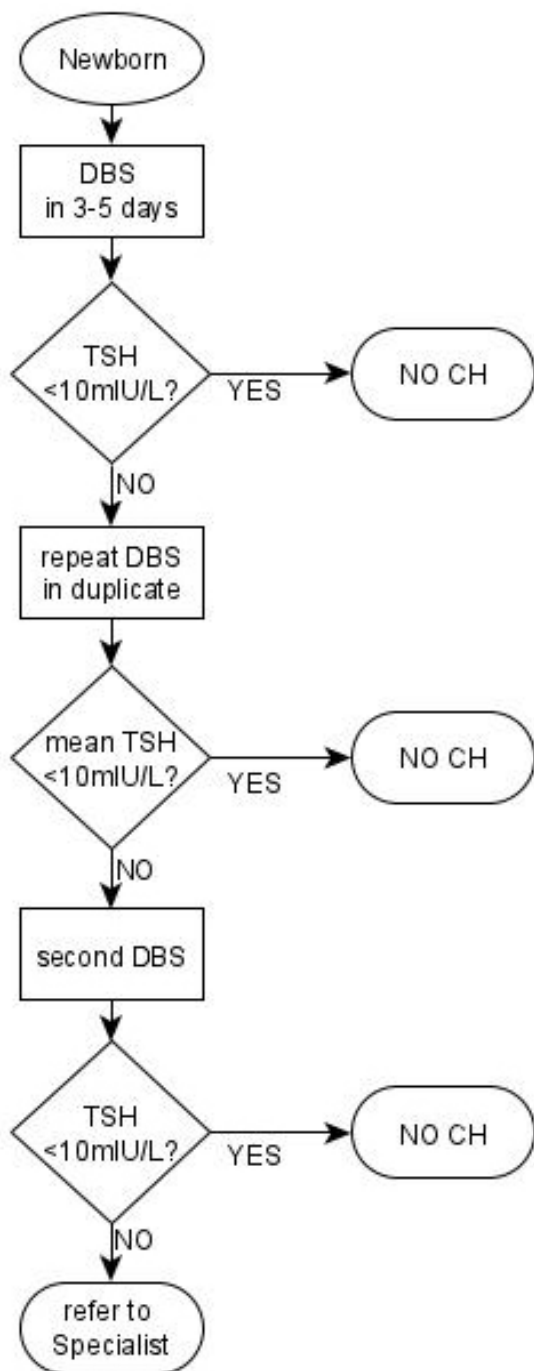 Newborn
DBS
in 3-5 days
TSH
<10mIU/L?
YES
NO CH
NO
repeat DBS
in duplicate
mean TSH
<10mIU/L?
YES
NO CH
NO
second DBS
TSH
<10mIU/L?
YES
NO CH
NO
refer to
Specialist